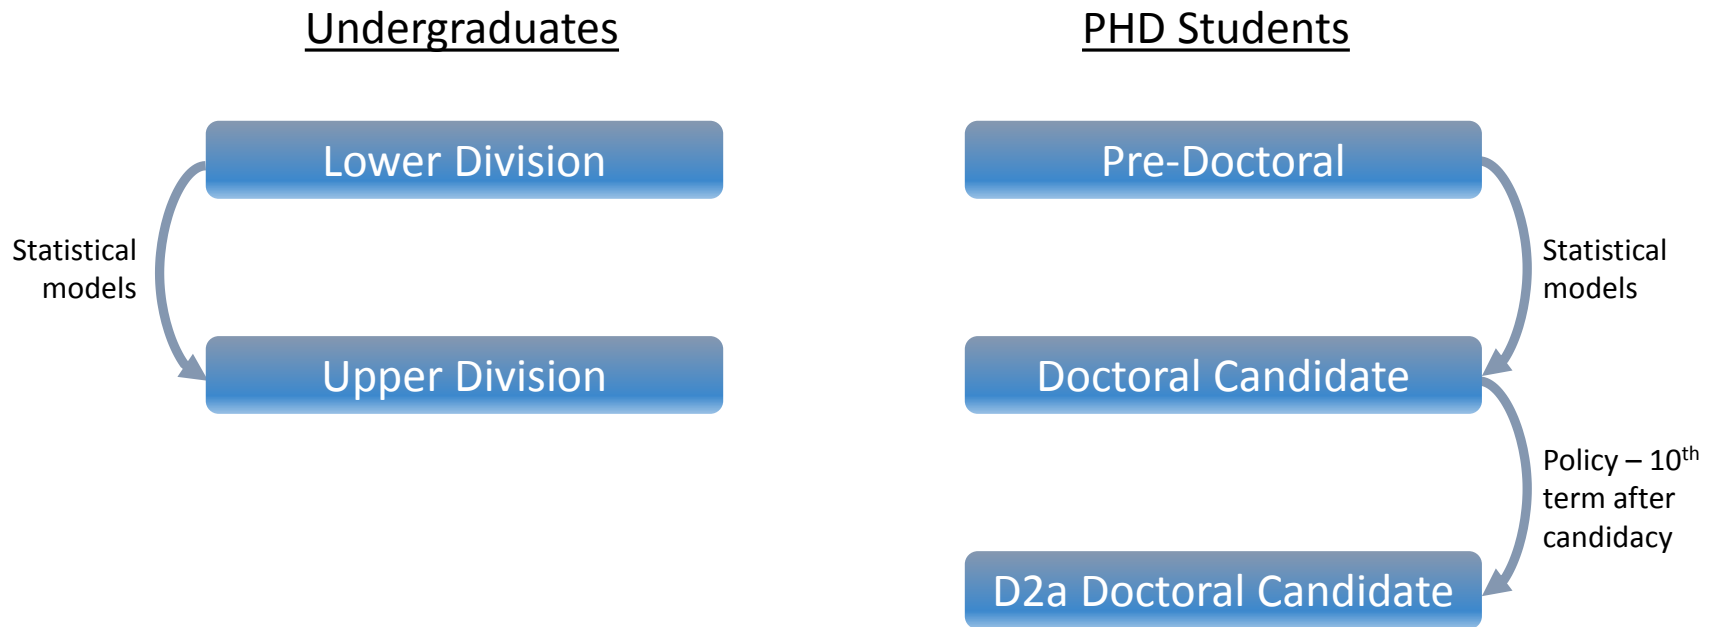 Undergraduates
Lower Division
Statistical
models
Upper Division
PHD Students
Pre-Doctoral
Statistical
models
Doctoral Candidate
Policy – 10th
term after
candidacy
D2a Doctoral Candidate